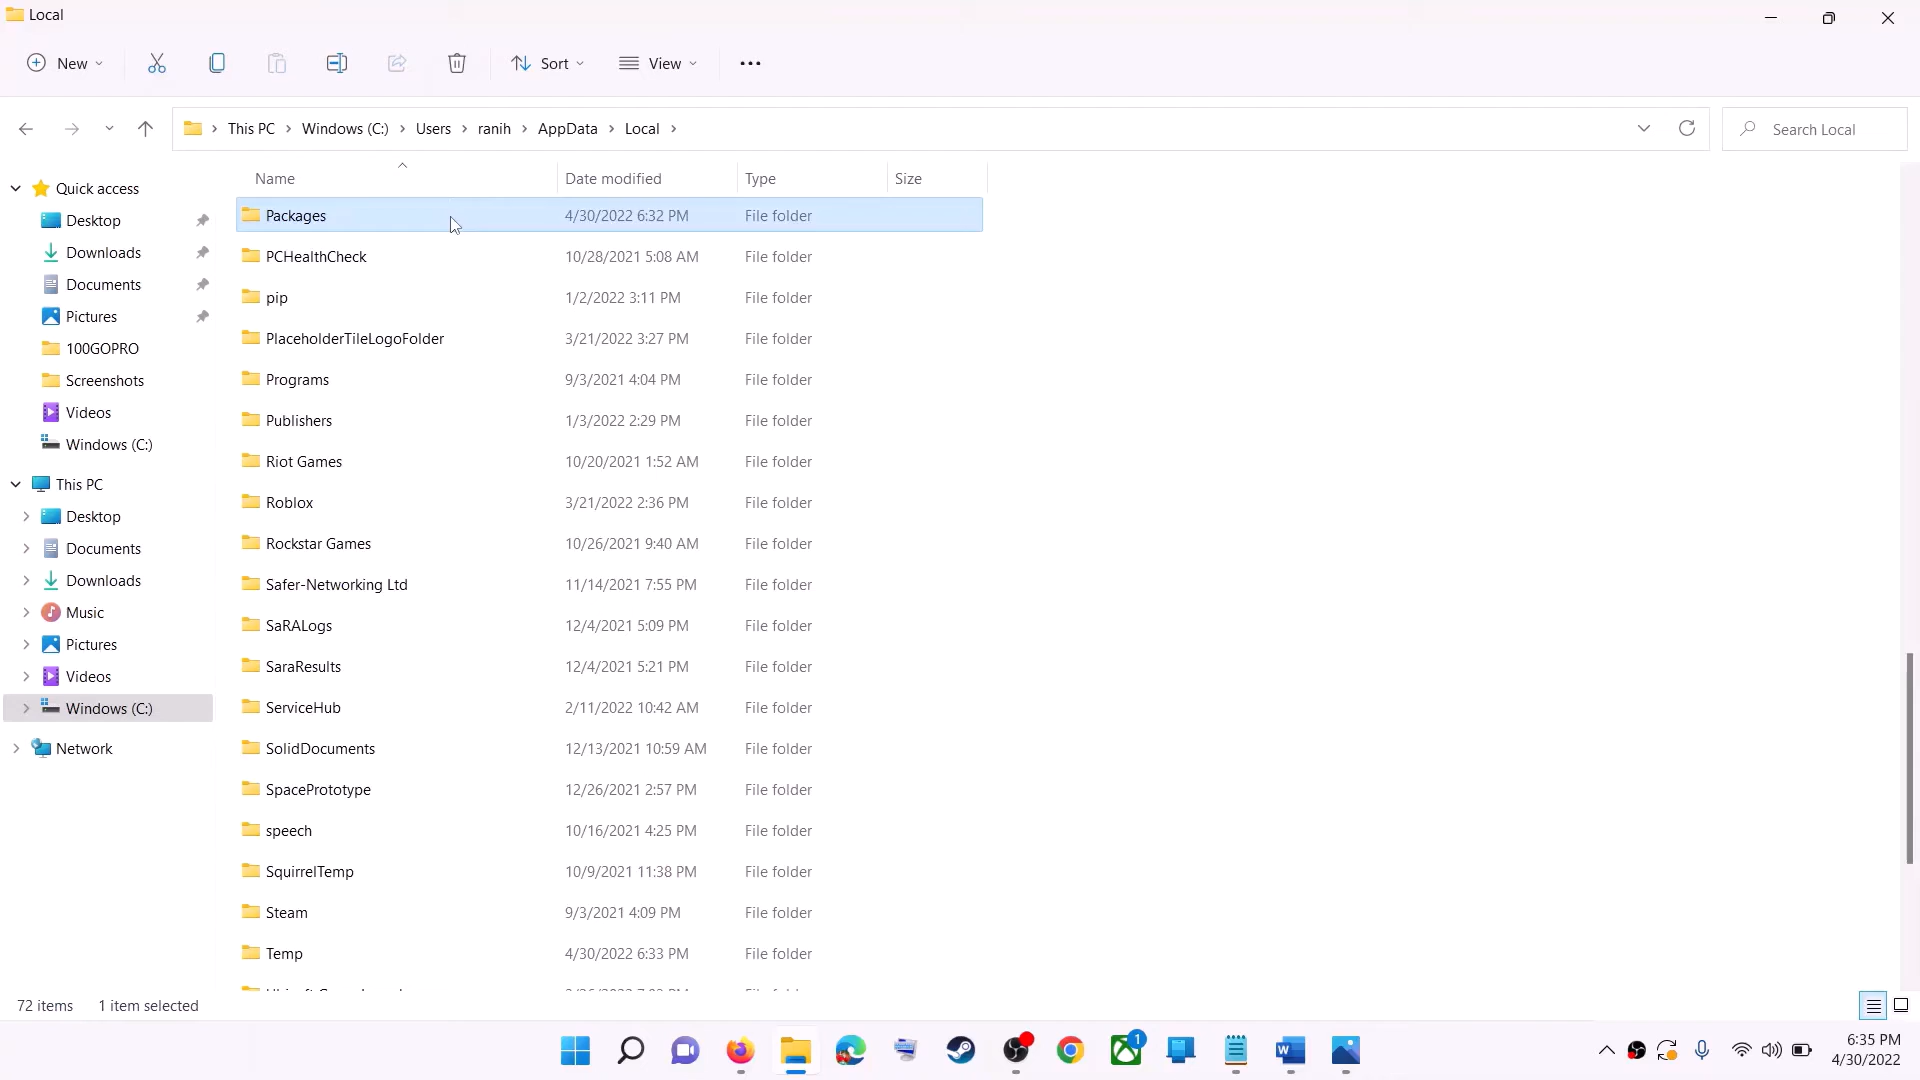 Local
New
Sort
View
This PC
Windows (C:)
Users
ranih
AppData
Local
Search Local
Name
Date modified
Type
Size
Quick access
Desktop
Downloads
Documents
Pictures
100GOPRO
Screenshots
Videos
Windows (C:)
This PC
Desktop
Documents
Downloads
Music
Pictures
Videos
Windows (C:)
Network
Packages 4/30/2022 6:32 PM File folder
PCHealthCheck 10/28/2021 5:08 AM File folder
pip 1/2/2022 3:11 PM File folder
PlaceholderTileLogoFolder 3/21/2022 3:27 PM File folder
Programs 9/3/2021 4:04 PM File folder
Publishers 1/3/2022 2:29 PM File folder
Riot Games 10/20/2021 1:52 AM File folder
Roblox 3/21/2022 2:36 PM File folder
Rockstar Games 10/26/2021 9:40 AM File folder
Safer-Networking Ltd 11/14/2021 7:55 PM File folder
SaRALogs 12/4/2021 5:09 PM File folder
SaraResults 12/4/2021 5:21 PM File folder
ServiceHub 2/11/2022 10:42 AM File folder
SolidDocuments 12/13/2021 10:59 AM File folder
SpacePrototype 12/26/2021 2:57 PM File folder
speech 10/16/2021 4:25 PM File folder
SquirrelTemp 10/9/2021 11:38 PM File folder
Steam 9/3/2021 4:09 PM File folder
Temp 4/30/2022 6:33 PM File folder
72 items
1 item selected
1
6:35 PM
4/30/2022